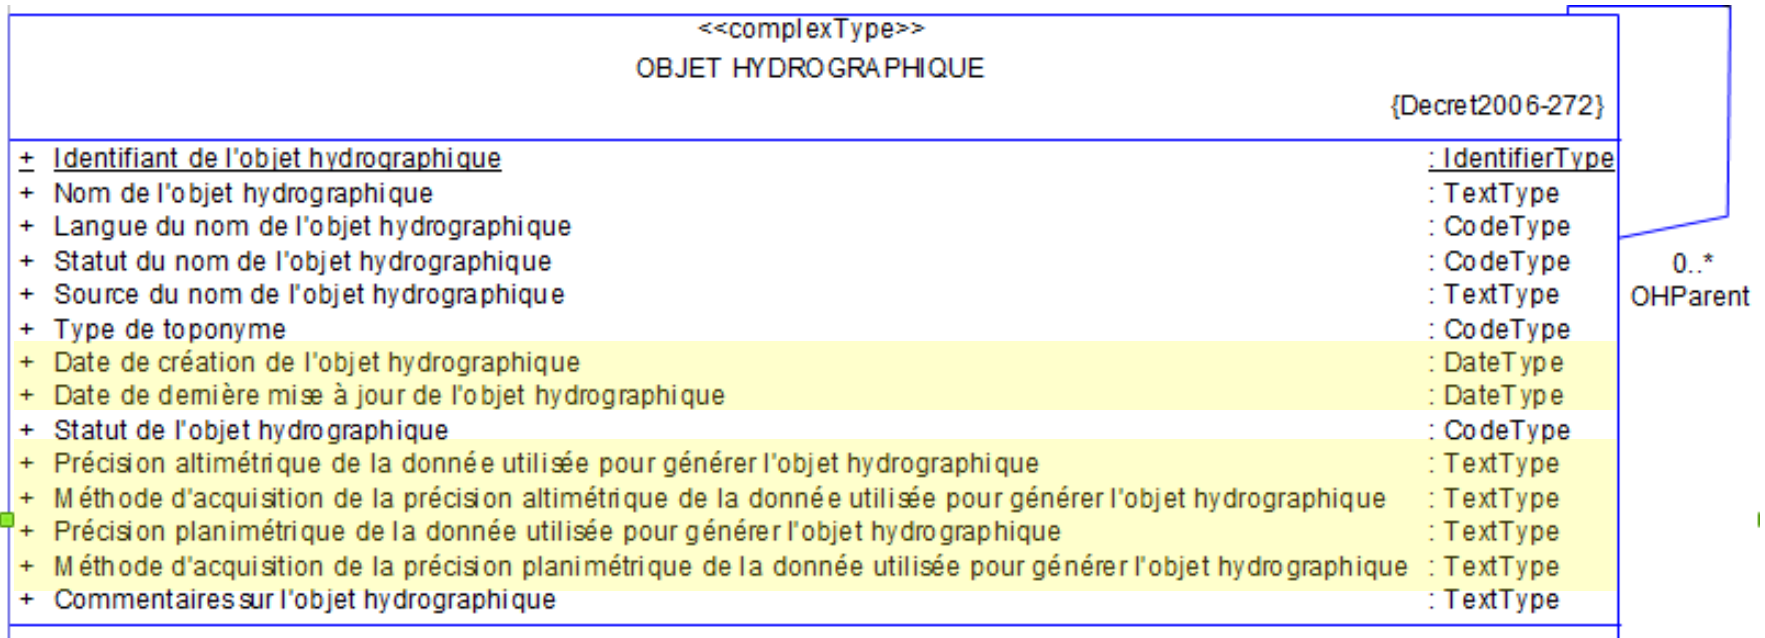 <<complexType>>
OBJET HYDROGRAPHIQUE
{Decret2006-272}
+ Identifiant de l'objet hydrographique : IdentifierType
+ Nom de l'objet hydrographique : TextType
+ Langue du nom de l'objet hydrographique : CodeType
+ Statut du nom de l'objet hydrographique : CodeType
+ Source du nom de l'objet hydrographique : TextType
+ Type de toponyme : CodeType
+ Date de création de l'objet hydrographique : DateType
+ Date de dernière mise à jour de l'objet hydrographique : DateType
+ Statut de l'objet hydrographique : CodeType
+ Précision altimétrique de la donnée utilisée pour générer l'objet hydrographique : TextType
+ Méthode d'acquisition de la précision altimétrique de la donnée utilisée pour générer l'objet hydrographique : TextType
+ Précision planimétrique de la donnée utilisée pour générer l'objet hydrographique : TextType
+ Méthode d'acquisition de la précision planimétrique de la donnée utilisée pour générer l'objet hydrographique : TextType
+ Commentaires sur l'objet hydrographique : TextType
0..*
OHParent